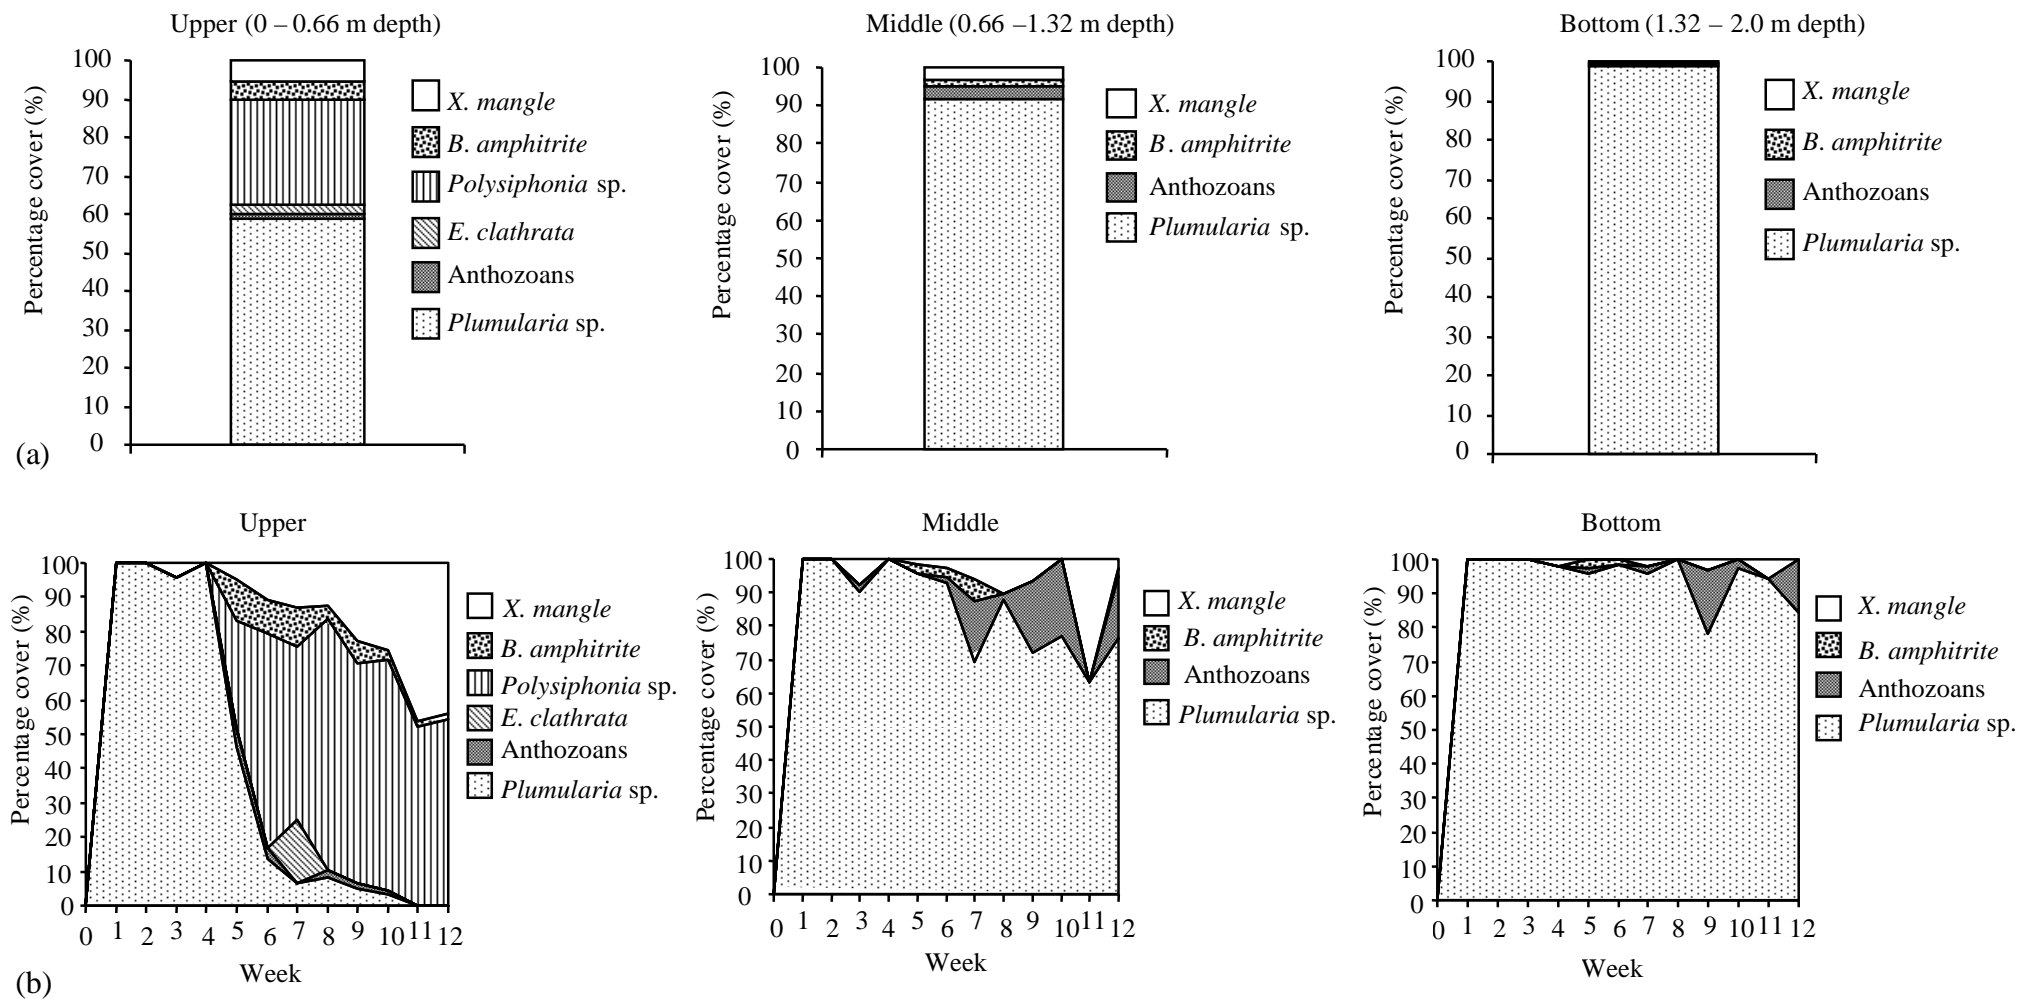 Upper (0 – 0.66 m depth)
Percentage cover (%)
100
90
80
70
60
50
40
30
20
10
0
X. mangle
B. amphitrite
Polysiphonia sp.
E. clathrata
Anthozoans
Plumularia sp.
Middle (0.66 –1.32 m depth)
Percentage cover (%)
100
90
80
70
60
50
40
30
20
10
0
X. mangle
B. amphitrite
Anthozoans
Plumularia sp.
Bottom (1.32 – 2.0 m depth)
Percentage cover (%)
100
90
80
70
60
50
40
30
20
10
0
X. mangle
B. amphitrite
Anthozoans
Plumularia sp.
(a)
Upper
Percentage cover (%)
100
90
80
70
60
50
40
30
20
10
0
0 1 2 3 4 5 6 7 8 9 10 11 12
Week
X. mangle
B. amphitrite
Polysiphonia sp.
E. clathrata
Anthozoans
Plumularia sp.
Middle
Percentage cover (%)
100
90
80
70
60
50
40
30
20
10
0
0 1 2 3 4 5 6 7 8 9 10 11 12
Week
X. mangle
B. amphitrite
Anthozoans
Plumularia sp.
Bottom
Percentage cover (%)
100
90
80
70
60
50
40
30
20
10
0
0 1 2 3 4 5 6 7 8 9 10 11 12
Week
X. mangle
B. amphitrite
Anthozoans
Plumularia sp.
(b)